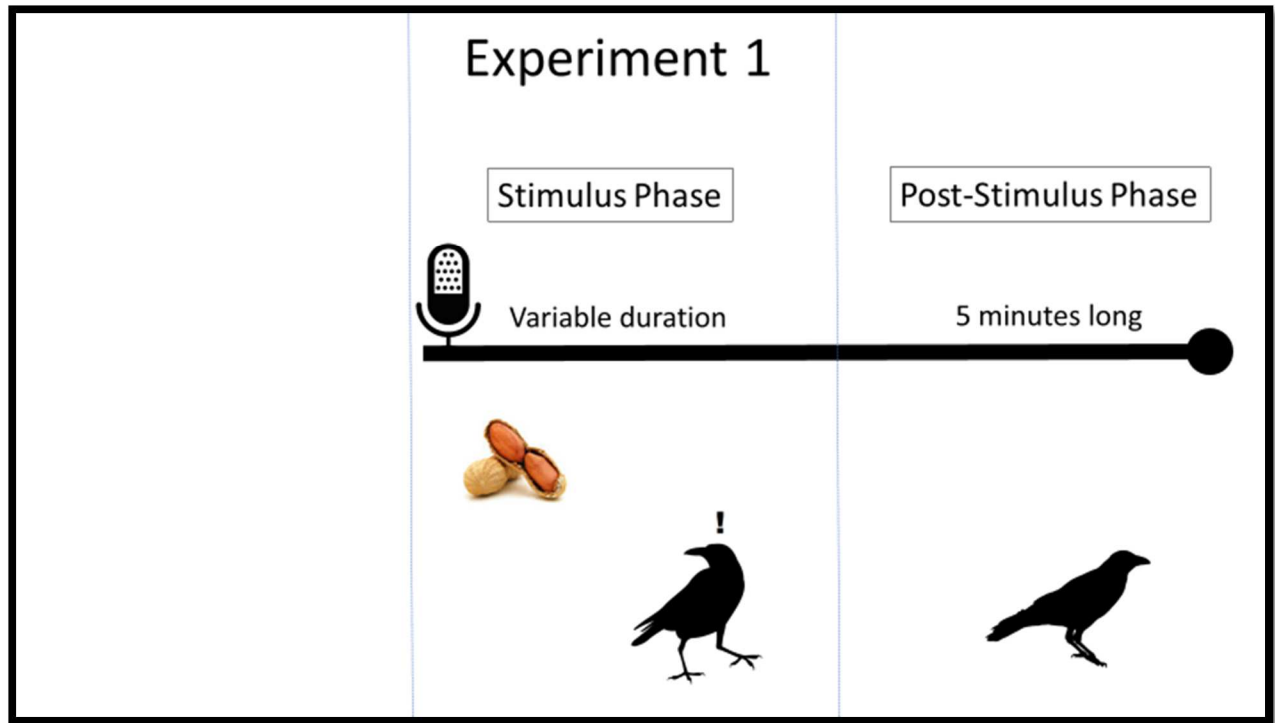 Experiment 1
Stimulus Phase
Post-Stimulus Phase
Variable duration
5 minutes long
!